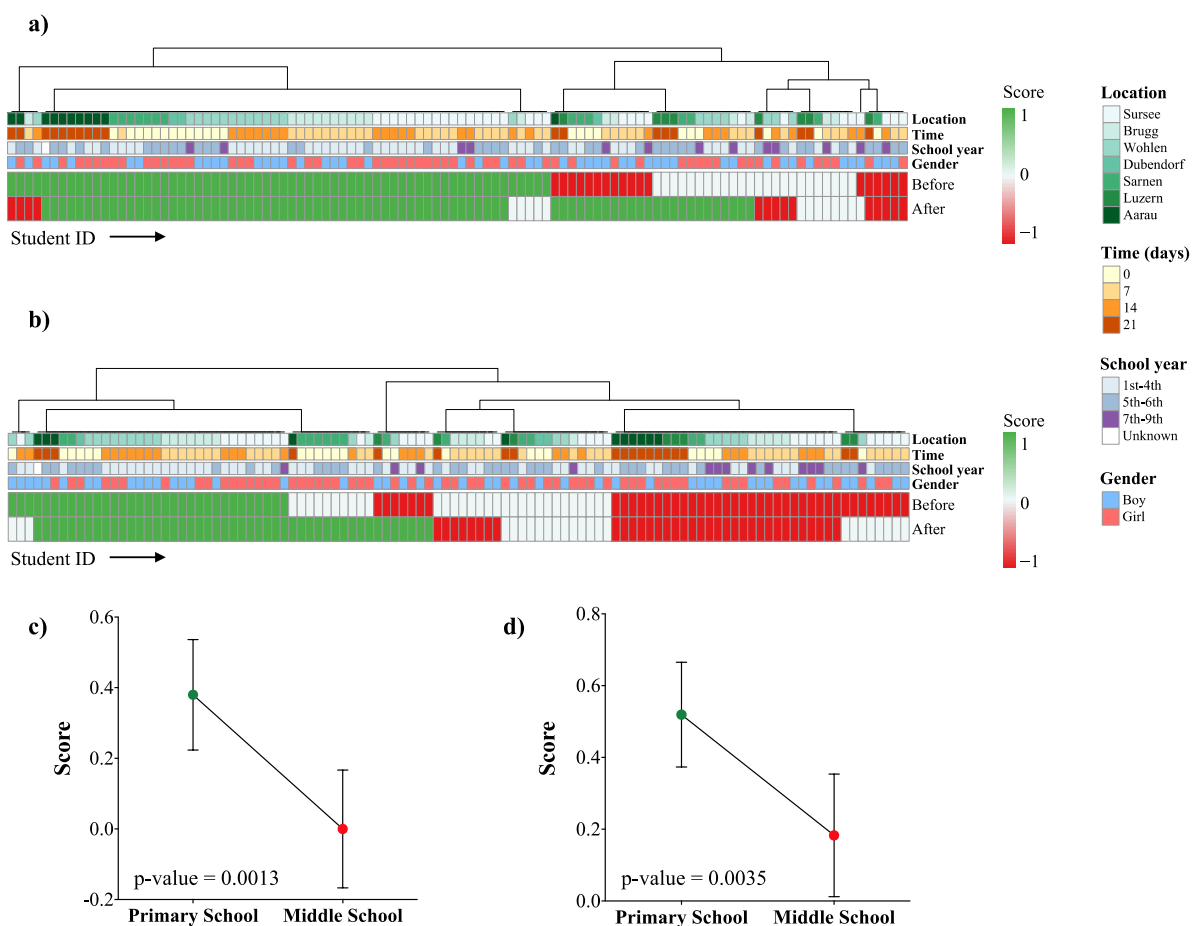 a)
Location
Time
School year
Gender
Before
After
Student ID
Score
1
0
−1
Location
Sursee
Brugg
Wohlen
Dubendorf
Sarnen
Luzern
Aarau
Time (days)
0
7
14
21
School year
1st-4th
5th-6th
7th-9th
Unknown
Gender
Boy
Girl
b)
Location
Time
School year
Gender
Before
After
Student ID
Score
1
0
−1
c)
Score
0.6
0.4
0.2
0.0
-0.2
p-value = 0.0013
Primary School
Middle School
d)
Score
0.8
0.6
0.4
0.2
0.0
p-value = 0.0035
Primary School
Middle School